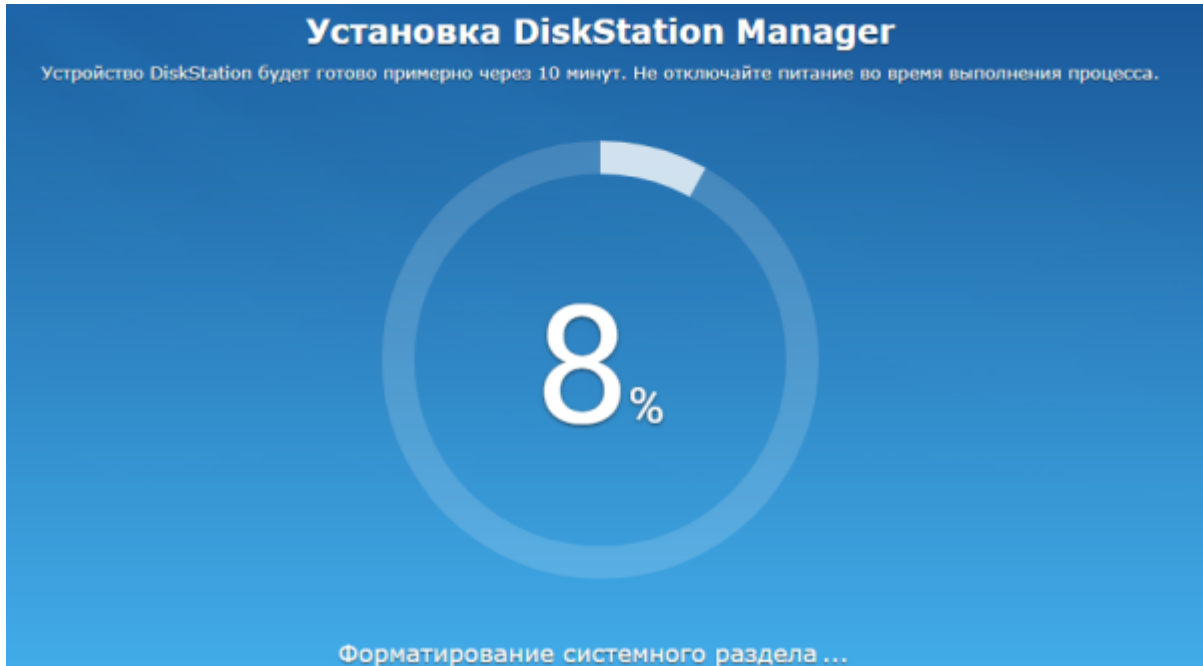 Установка DiskStation Manager
Устройство DiskStation будет готово примерно через 10 минут. Не отключайте питание во время выполнения процесса.
8%
Форматирование системного раздела ...